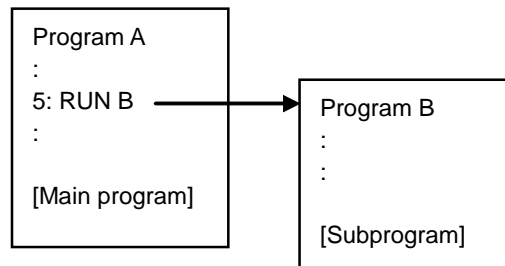 Program A
:
5: RUN B
:
[Main program]
Program B
:
:
[Subprogram]